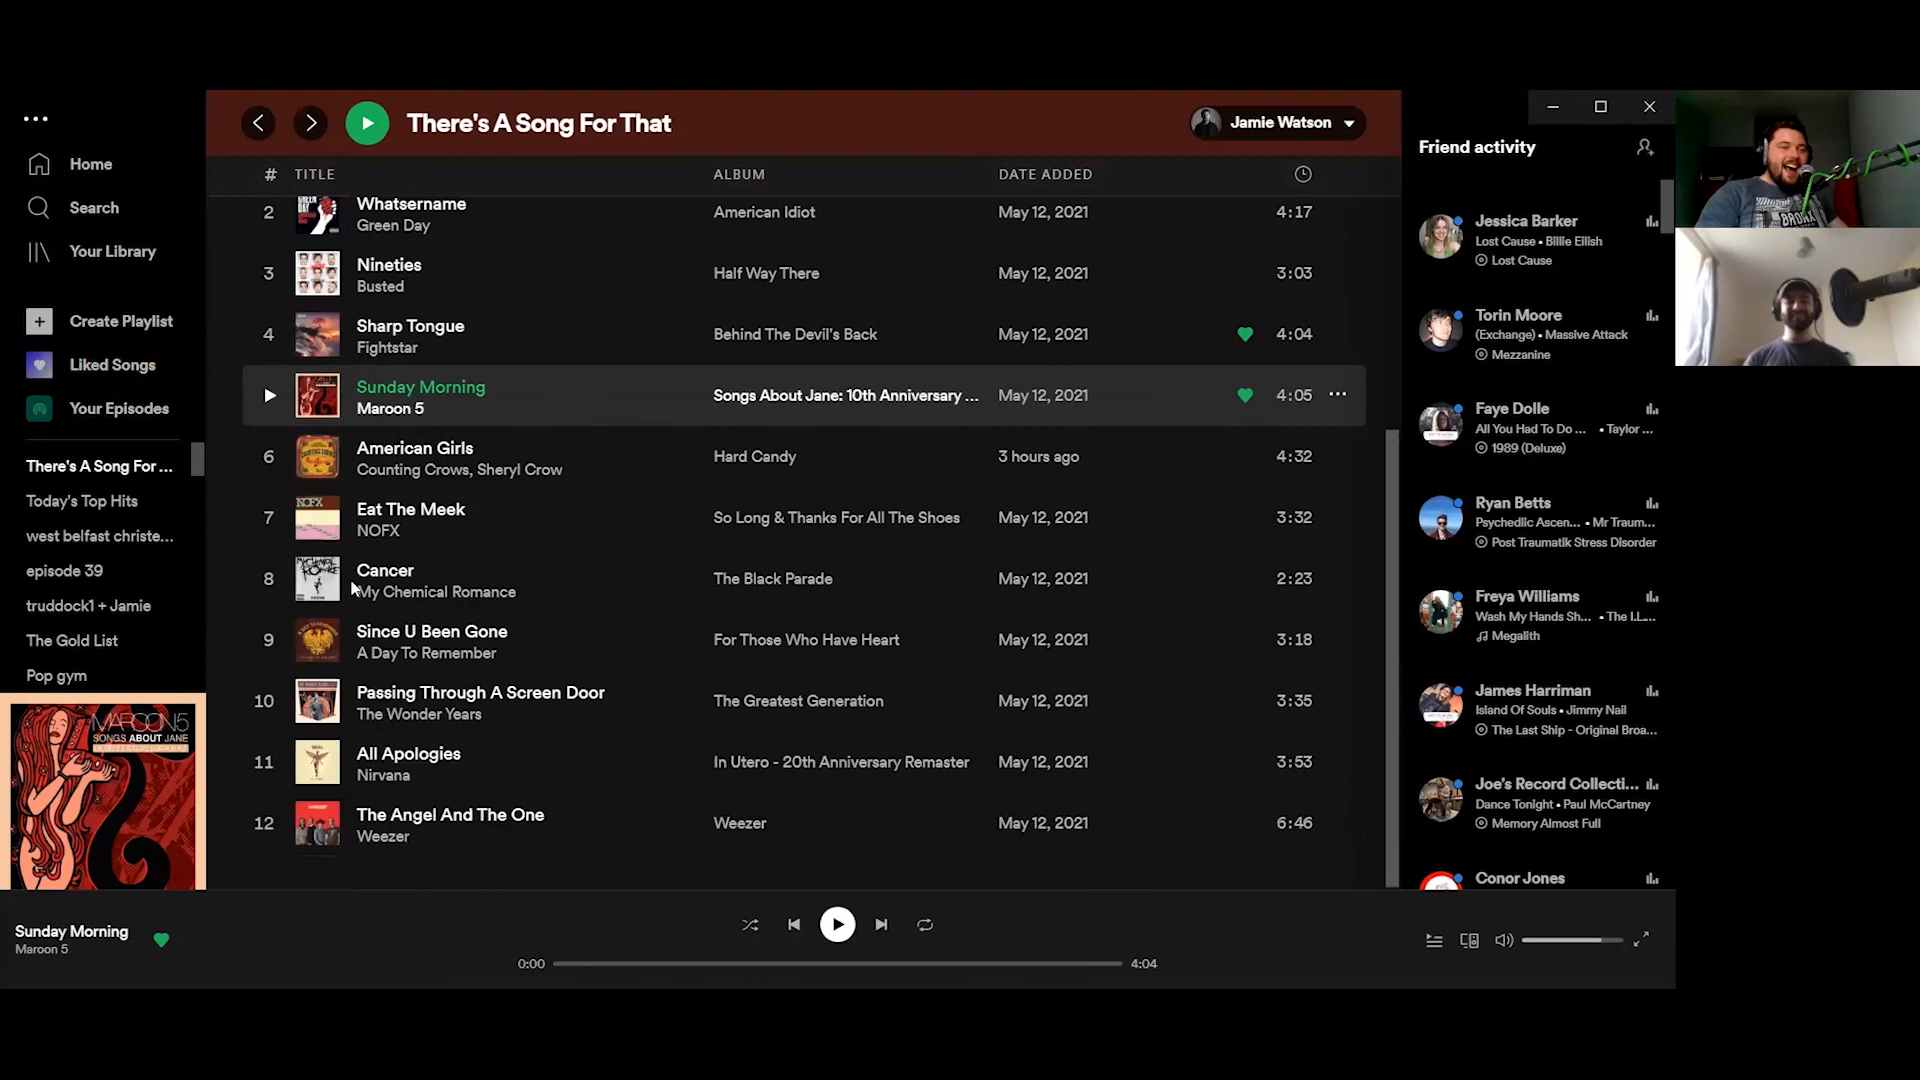 There's A Song For That
Jamie Watson
Home
Search
Your Library
Create Playlist
Liked Songs
Your Episodes
There's A Song For ...
Today's Top Hits
west belfast christe...
episode 39
truddock1 + Jamie
The Gold List
Pop gym
MAROON5
SONGS ABOUT JANE
# TITLE ALBUM DATE ADDED
2 Whatsername American Idiot May 12, 2021 4:17
Green Day
3 Nineties Half Way There May 12, 2021 3:03
Busted
4 Sharp Tongue Behind The Devil's Back May 12, 2021 4:04
Fightstar
Sunday Morning Songs About Jane: 10th Anniversary ... May 12, 2021 4:05
Maroon 5
6 American Girls Hard Candy 3 hours ago 4:32
Counting Crows, Sheryl Crow
7 Eat The Meek So Long & Thanks For All The Shoes May 12, 2021 3:32
NOFX
8 Cancer The Black Parade May 12, 2021 2:23
My Chemical Romance
9 Since U Been Gone For Those Who Have Heart May 12, 2021 3:18
A Day To Remember
10 Passing Through A Screen Door The Greatest Generation May 12, 2021 3:35
The Wonder Years
11 All Apologies In Utero - 20th Anniversary Remaster May 12, 2021 3:53
Nirvana
12 The Angel And The One Weezer May 12, 2021 6:46
Weezer
Friend activity
Jessica Barker
Lost Cause • Billie Eilish
Lost Cause
Torin Moore
(Exchange) • Massive Attack
Mezzanine
Faye Dolle
All You Had To Do ... • Taylor ...
1989 (Deluxe)
Ryan Betts
Psychedlic Ascen... • Mr Traum...
Post Traumatik Stress Disorder
Freya Williams
Wash My Hands Sh... • The I.L...
Megalith
James Harriman
Island Of Souls • Jimmy Nail
The Last Ship - Original Broa...
Joe's Record Collecti...
Dance Tonight • Paul McCartney
Memory Almost Full
Conor Jones
BRONX
Sunday Morning
Maroon 5
0:00 4:04